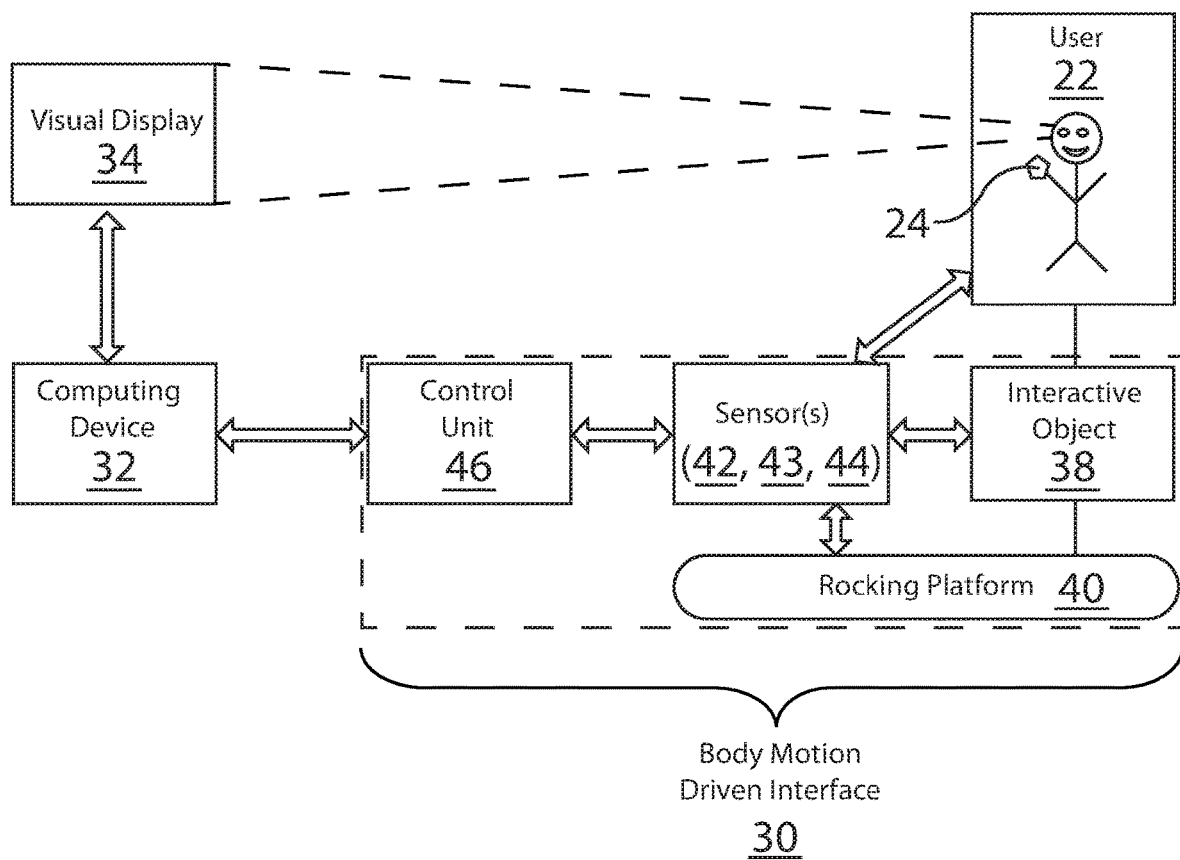 User
22
Visual Display
34
24
Computing
Device
32
Control
Unit
46
Sensor(s)
(42, 43, 44)
Interactive
Object
38
Rocking Platform 40
Body Motion
Driven Interface
30